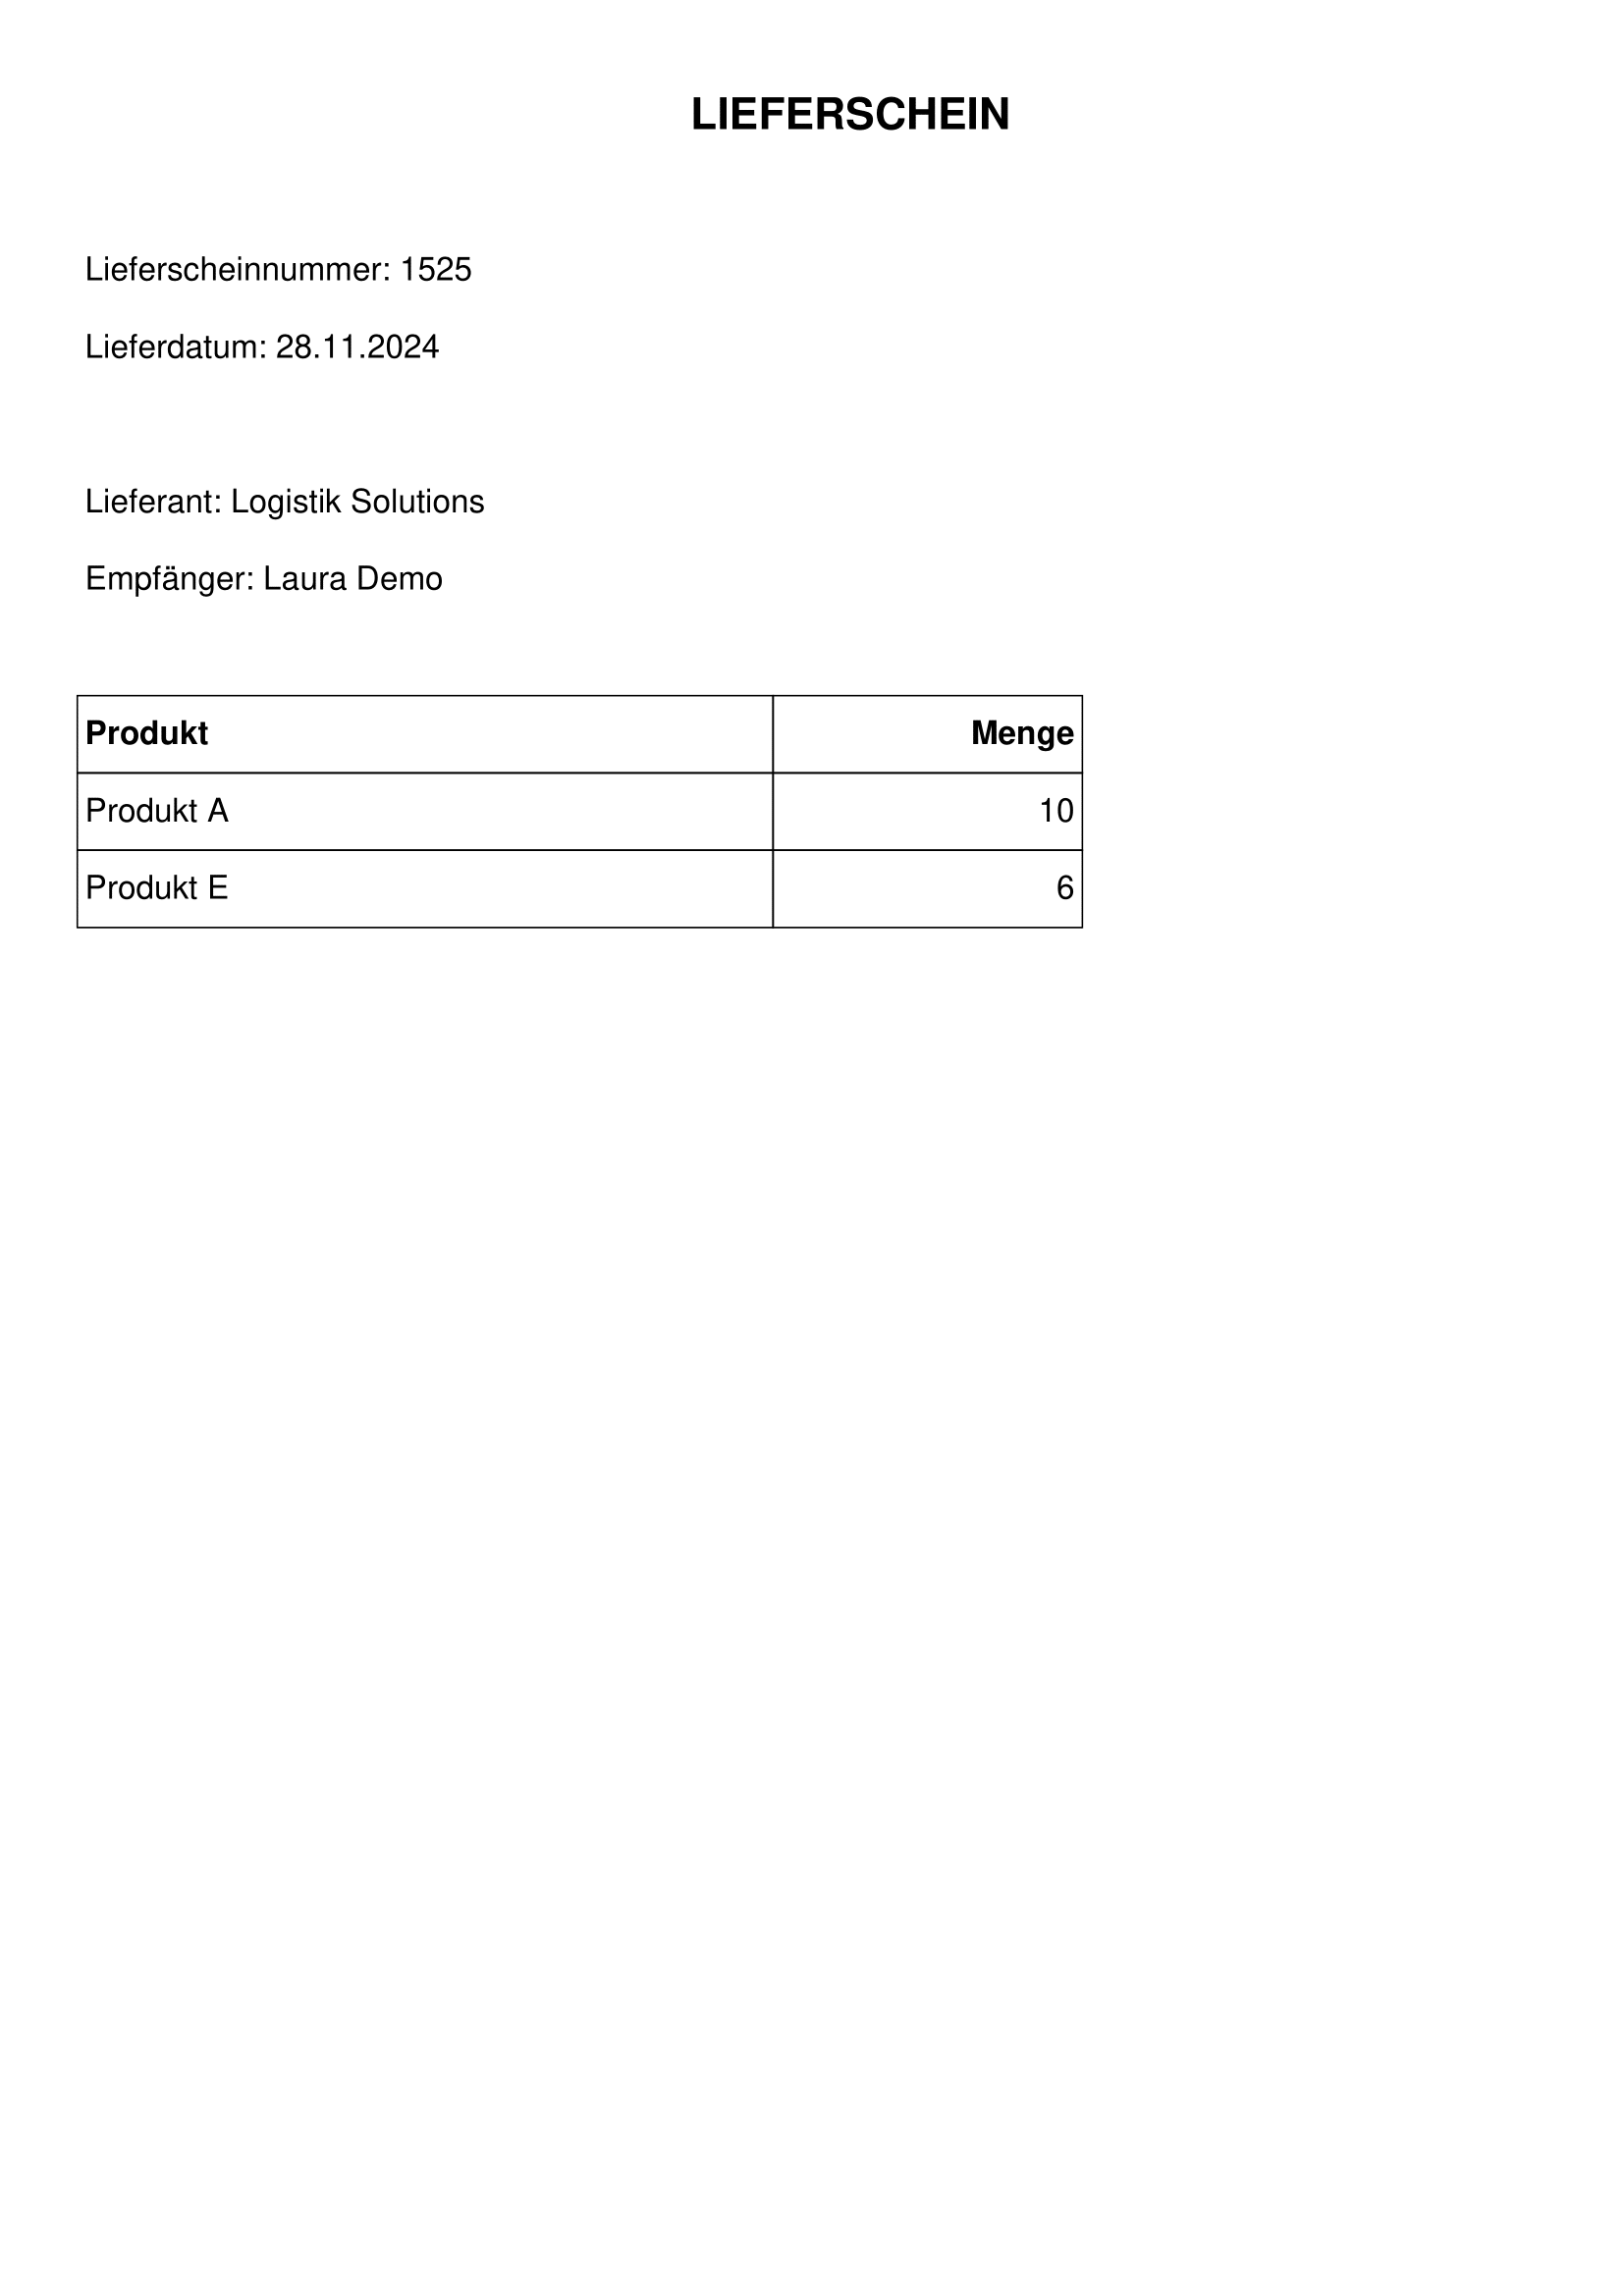 LIEFERSCHEIN
Lieferscheinnummer: 1525
Lieferdatum: 28.11.2024
Lieferant: Logistik Solutions
Empfänger: Laura Demo
Produkt Menge
Produkt A 10
Produkt E 6